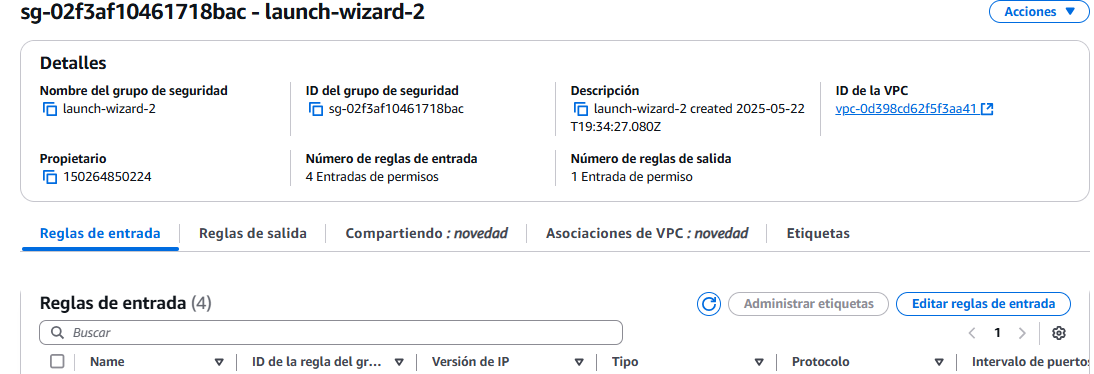 sg-02f3af10461718bac - launch-wizard-2
Acciones
Detalles
Nombre del grupo de seguridad
launch-wizard-2
ID del grupo de seguridad
sg-02f3af10461718bac
Descripción
launch-wizard-2 created 2025-05-22
T19:34:27.080Z
ID de la VPC
vpc-0d398cd62f5f3aa41
Propietario
150264850224
Número de reglas de entrada
4 Entradas de permisos
Número de reglas de salida
1 Entrada de permiso
Reglas de entrada
Reglas de salida
Compartiendo : novedad
Asociaciones de VPC : novedad
Etiquetas
Reglas de entrada (4)
Administrar etiquetas
Editar reglas de entrada
Buscar
1
Name
ID de la regla del gr...
Versión de IP
Tipo
Protocolo
Intervalo de puertos